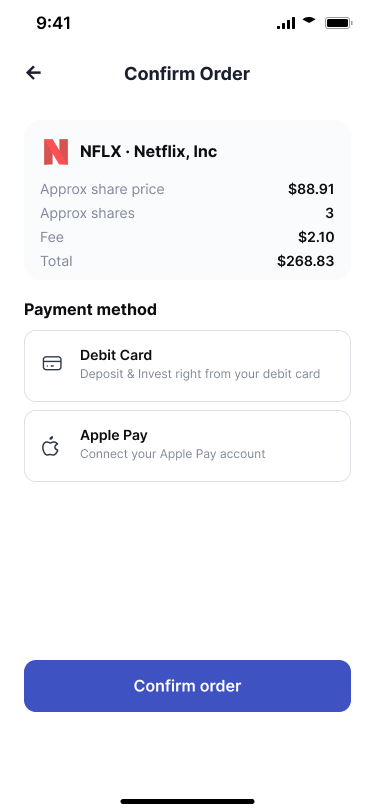 9:41
Confirm Order
NFLX · Netflix, Inc
Approx share price $88.91
Approx shares 3
Fee $2.10
Total $268.83
Payment method
Debit Card
Deposit & Invest right from your debit card
Apple Pay
Connect your Apple Pay account
Confirm order